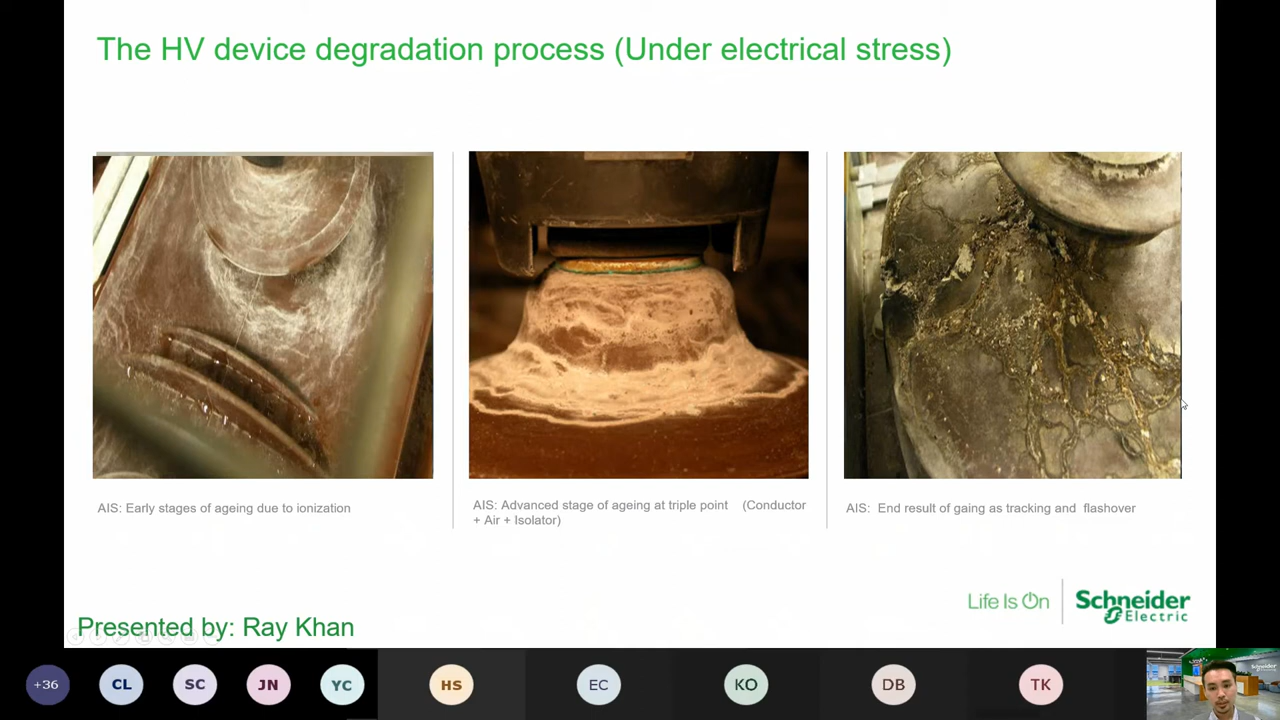 The HV device degradation process (Under electrical stress)
AIS: Early stages of ageing due to ionization
AIS: Advanced stage of ageing at triple point (Conductor
+ Air + Isolator)
AIS: End result of gaing as tracking and flashover
Life Is On
Schneider
Electric
Presented by: Ray Khan
+36
CL
SC
JN
YC
HS
EC
KO
DB
TK
Schneider